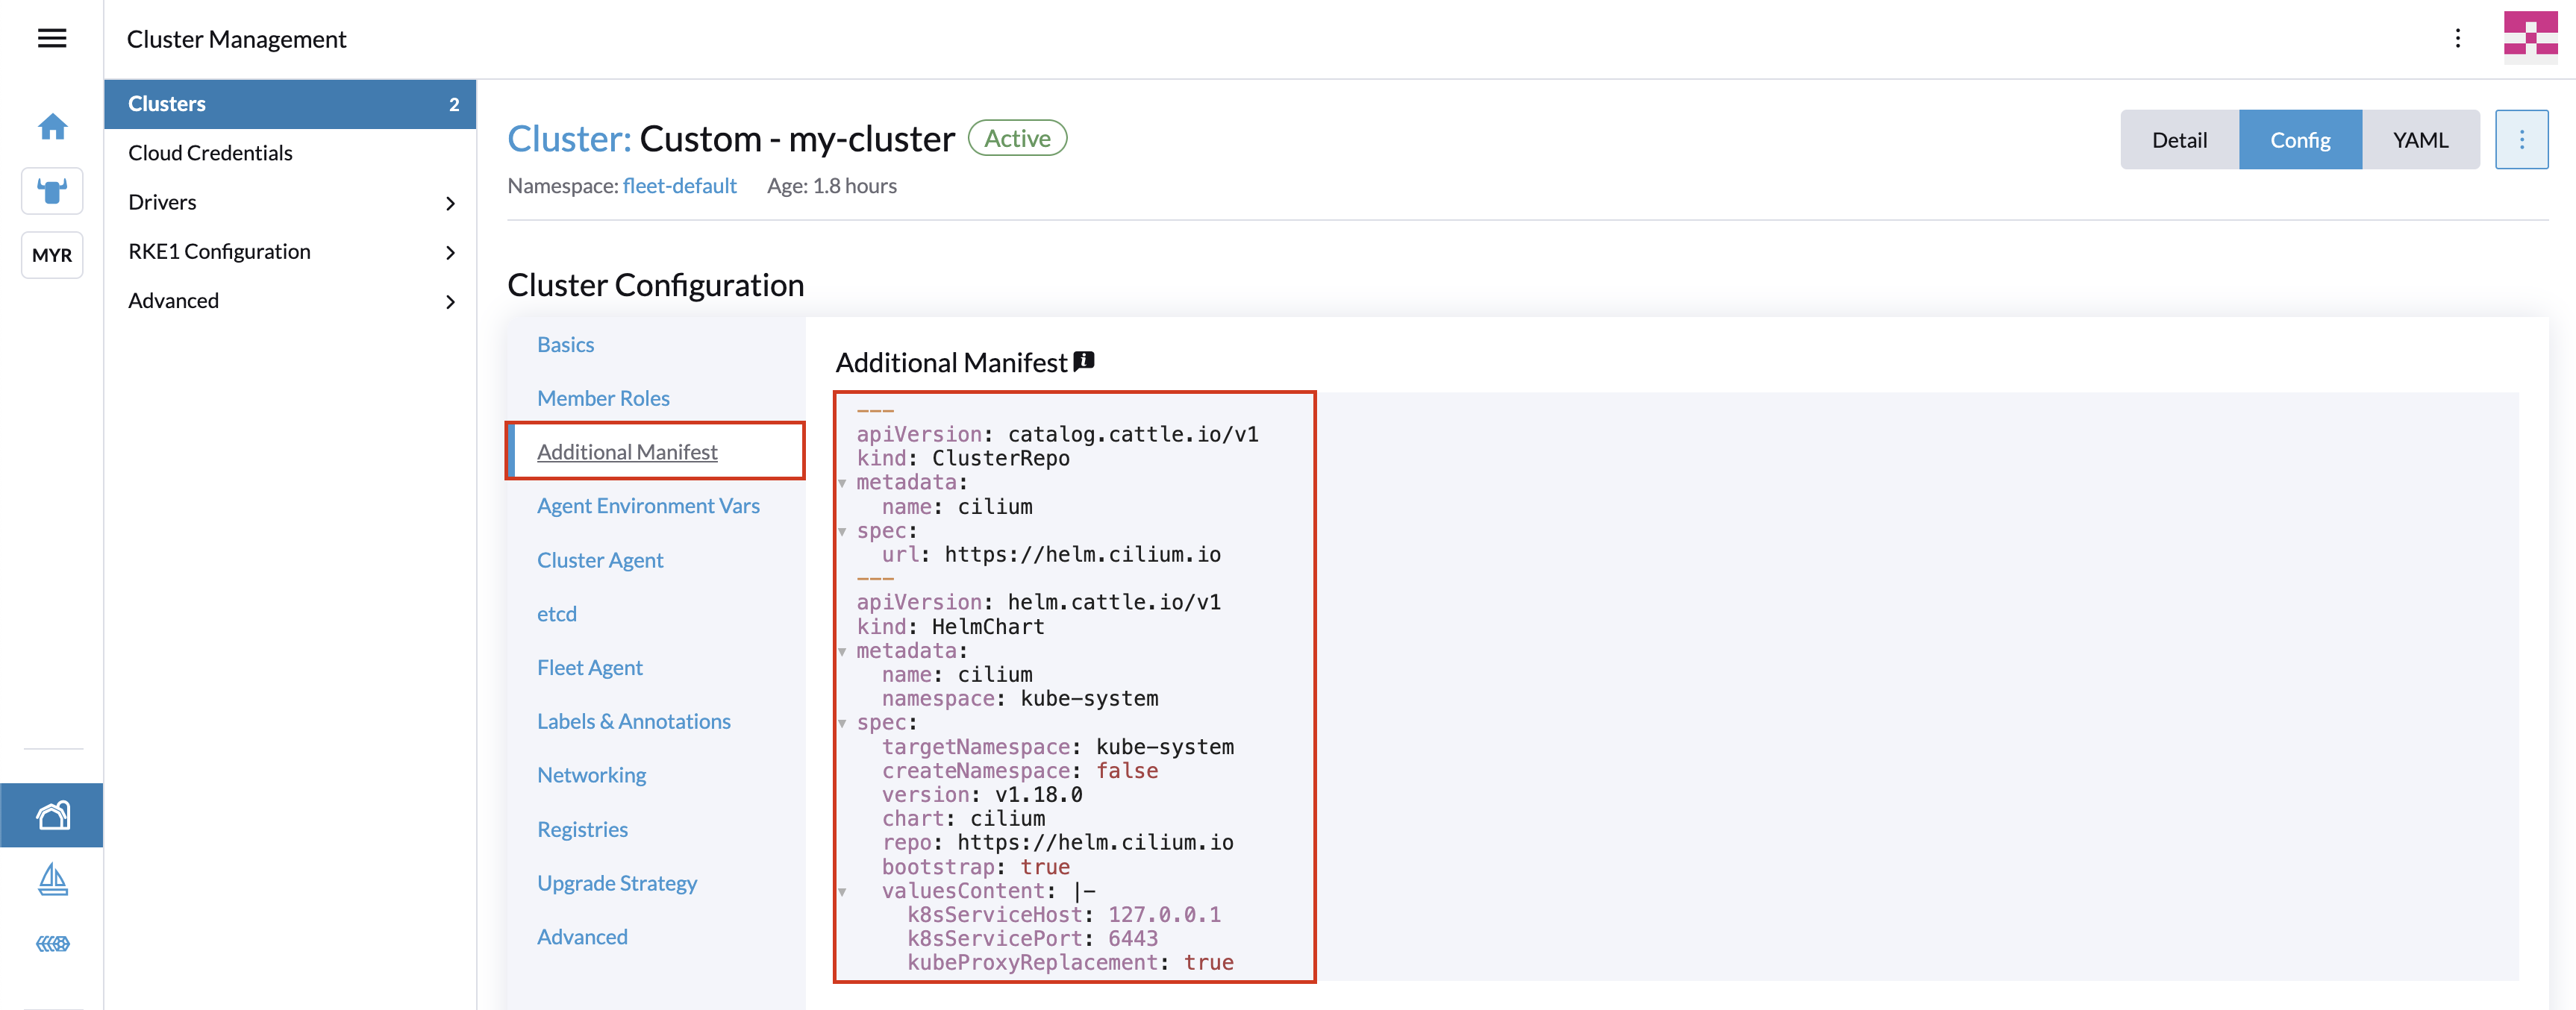 Cluster Management
MYR
Clusters 2
Cloud Credentials
Drivers
RKE1 Configuration
Advanced
Cluster: Custom - my-cluster Active
Detail Config YAML
Namespace: fleet-default Age: 1.8 hours
Cluster Configuration
Basics
Member Roles
Additional Manifest
Agent Environment Vars
Cluster Agent
etcd
Fleet Agent
Labels & Annotations
Networking
Registries
Upgrade Strategy
Advanced
Additional Manifest
---
apiVersion: catalog.cattle.io/v1
kind: ClusterRepo
metadata:
  name: cilium
spec:
  url: https://helm.cilium.io
---
apiVersion: helm.cattle.io/v1
kind: HelmChart
metadata:
  name: cilium
  namespace: kube-system
spec:
  targetNamespace: kube-system
  createNamespace: false
  version: v1.18.0
  chart: cilium
  repo: https://helm.cilium.io
  bootstrap: true
  valuesContent: |-
    k8sServiceHost: 127.0.0.1
    k8sServicePort: 6443
    kubeProxyReplacement: true